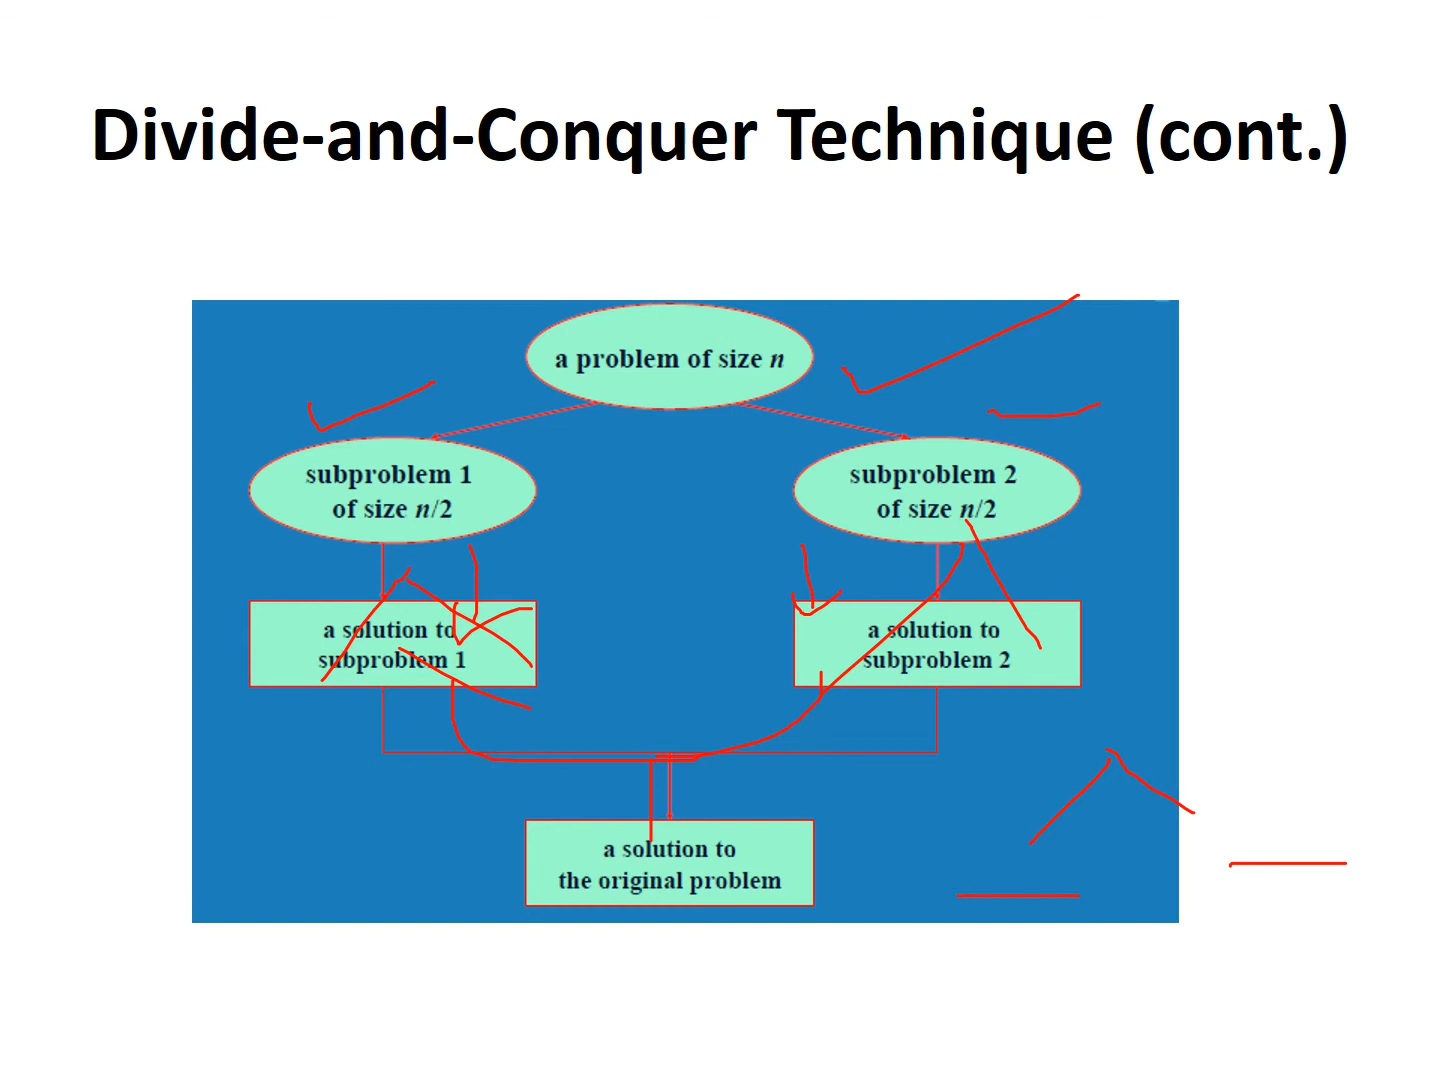 Divide-and-Conquer Technique (cont.)
a problem of size n
subproblem 1
of size n/2
subproblem 2
of size n/2
a solution to
subproblem 1
a solution to
subproblem 2
a solution to
the original problem